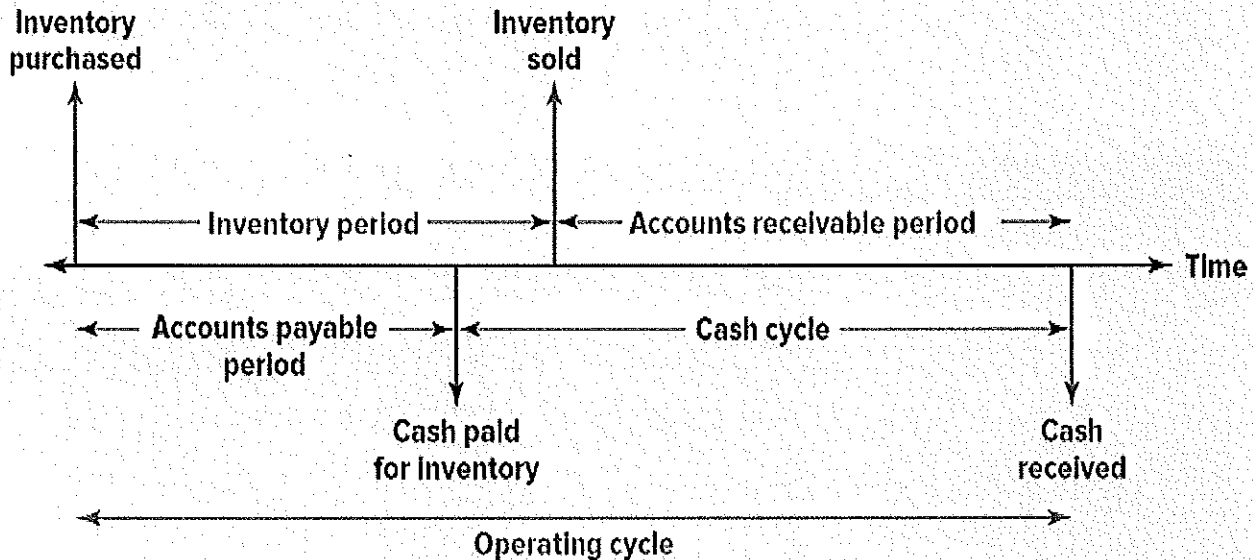 Inventory
purchased
Inventory
sold
Inventory period
Accounts receivable period
Time
Accounts payable
period
Cash cycle
Cash paid
for inventory
Cash
received
Operating cycle